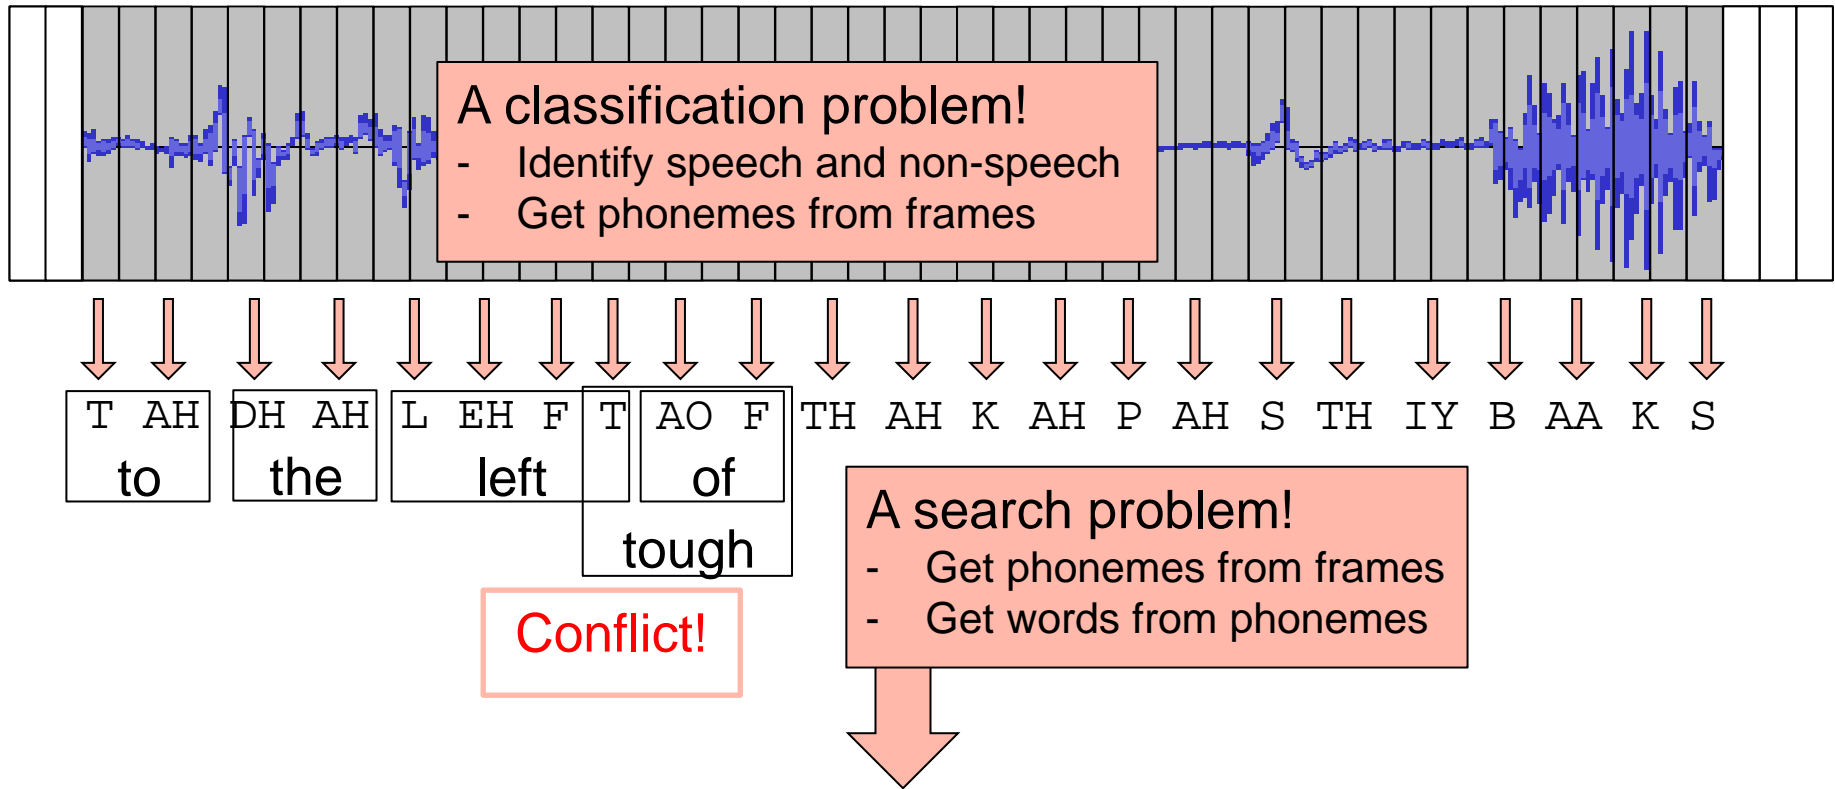 A classification problem!
- Identify speech and non-speech
- Get phonemes from frames
T AH DH AH L EH F T AO F TH AH K AH P AH S TH IY B AA K S
to the left of
tough
Conflict!
A search problem!
- Get phonemes from frames
- Get words from phonemes